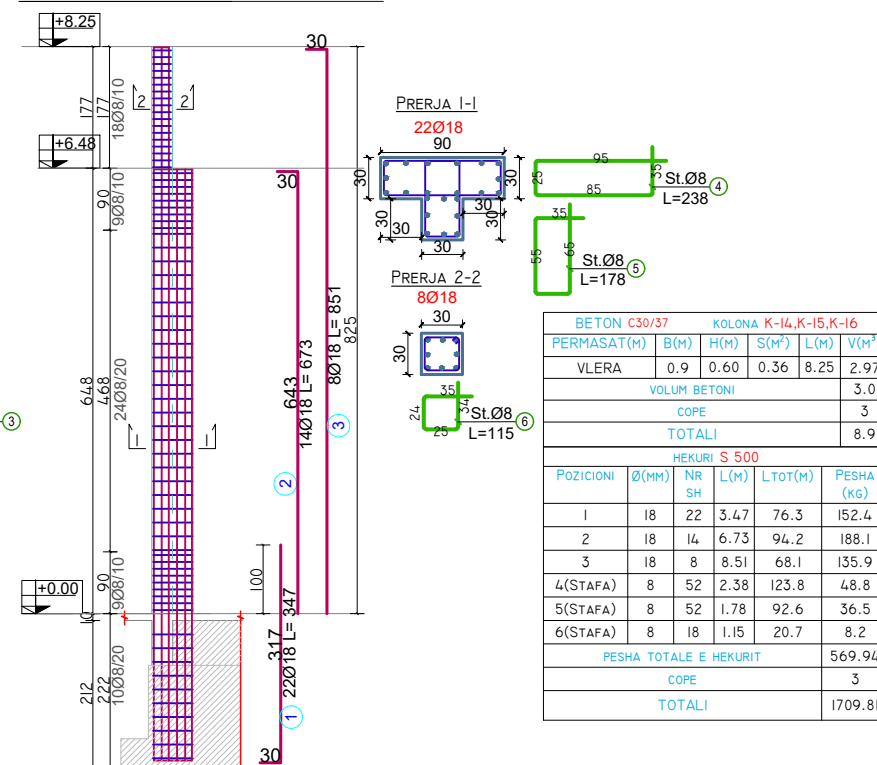 +8.25
+6.48
+0.00
177
177
18Ø8/10
90
9Ø8/10
648
468
24Ø8/20
90
9Ø8/10
10
212
222
10Ø8/20
2 2
1 1
3
30
30
643
14Ø18 L= 673
2
8Ø18 L= 851
3
825
100
317
22Ø18 L= 347
1
30
Prerja 1-1
22Ø18
90
30
30
30
30
30
30
30
Prerja 2-2
8Ø18
30
30
95
25
85
35
St.Ø8
L=238
4
35
55
65
St.Ø8
L=178
5
35
24
34
25
St.Ø8
L=115
6
BETON C30/37 KOLONA K-14,K-15,K-16
PERMASAT(M) B(M) H(M) S(M²) L(M) V(M³
VLERA 0.9 0.60 0.36 8.25 2.97
VOLUM BETONI 3.0
COPE 3
TOTALI 8.9
HEKURI S 500
POZICIONI Ø(MM) NR SH L(M) LTOT(M) PESHA (KG)
1 18 22 3.47 76.3 152.4
2 18 14 6.73 94.2 188.1
3 18 8 8.51 68.1 135.9
4(STAFA) 8 52 2.38 123.8 48.8
5(STAFA) 8 52 1.78 92.6 36.5
6(STAFA) 8 18 1.15 20.7 8.2
PESHA TOTALE E HEKURIT 569.94
COPE 3
TOTALI 1709.81